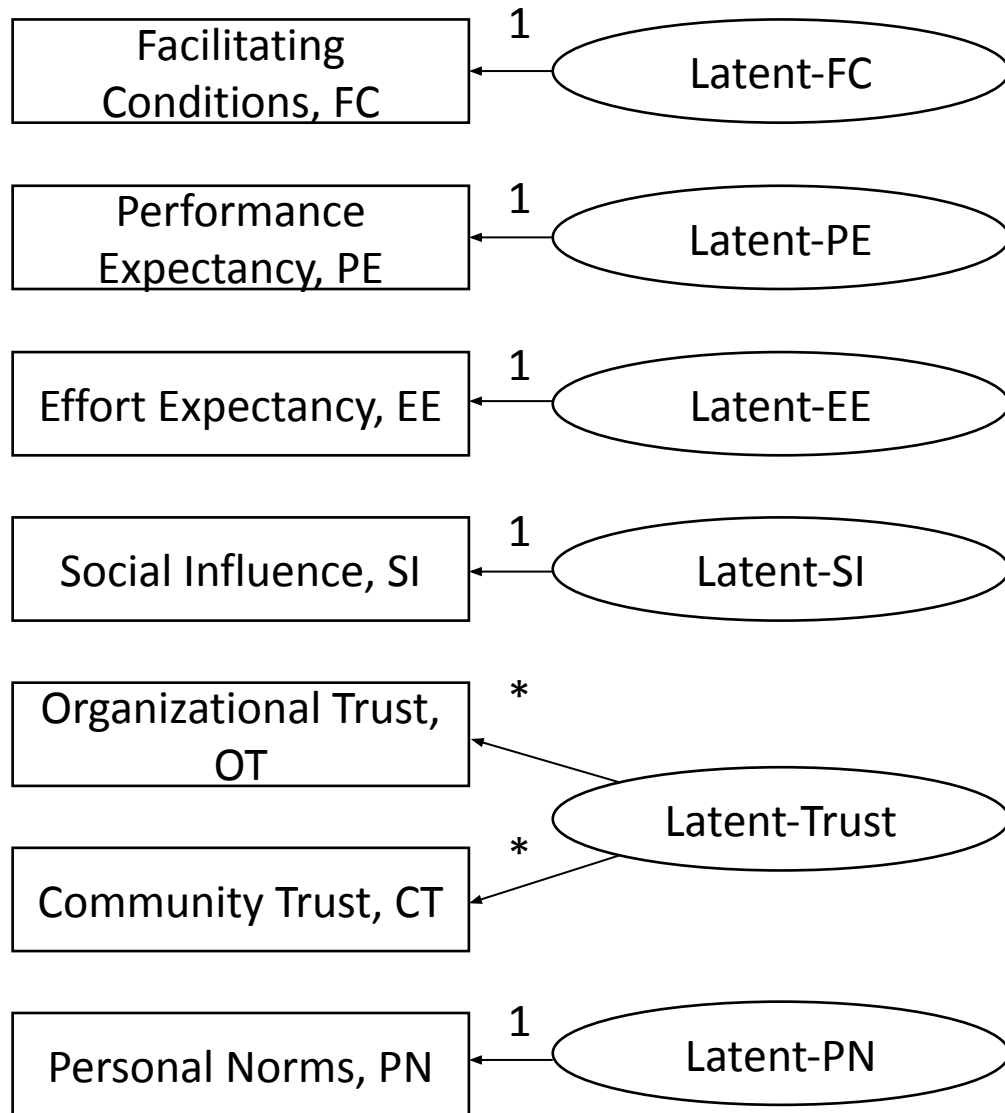 Facilitating
Conditions, FC
1
Latent-FC
Performance
Expectancy, PE
1
Latent-PE
Effort Expectancy, EE
1
Latent-EE
Social Influence, SI
1
Latent-SI
Organizational Trust,
OT
*
Latent-Trust
Community Trust, CT
*
Personal Norms, PN
1
Latent-PN